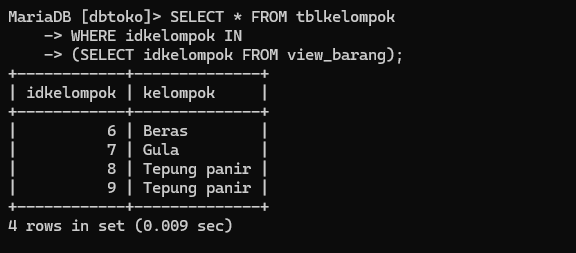 MariaDB [dbtoko]> SELECT * FROM tblkelompok
    -> WHERE idkelompok IN
    -> (SELECT idkelompok FROM view_barang);
+------------+--------------+
| idkelompok | kelompok     |
+------------+--------------+
|          6 | Beras        |
|          7 | Gula         |
|          8 | Tepung panir |
|          9 | Tepung panir |
+------------+--------------+
4 rows in set (0.009 sec)